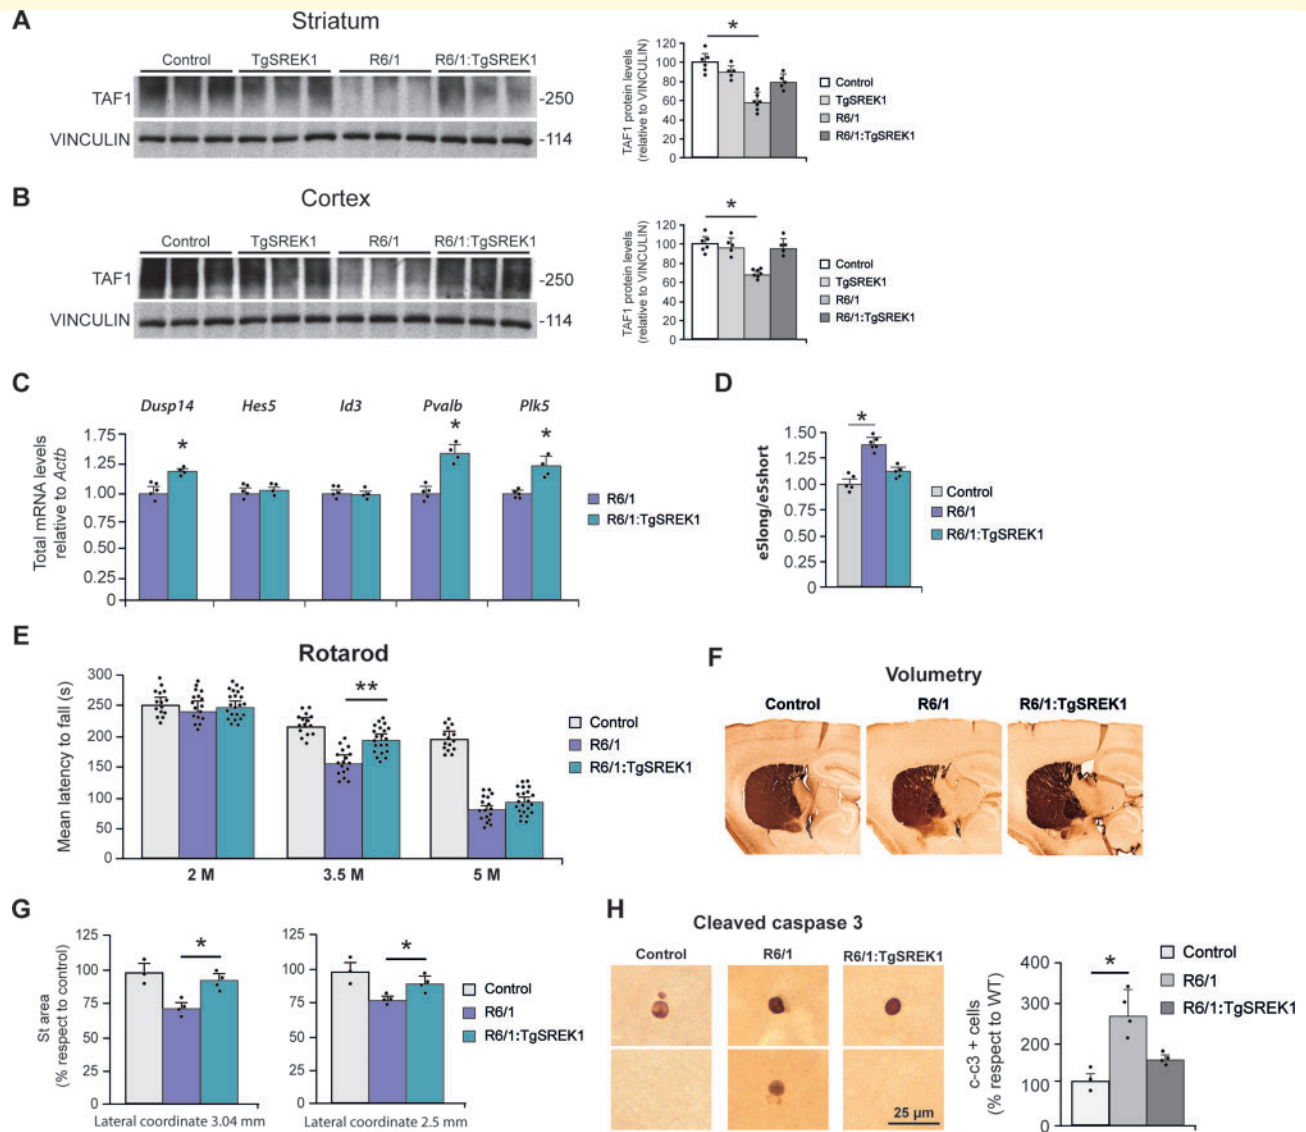 A
Striatum
Control TgSREK1 R6/1 R6/1:TgSREK1
TAF1
-250
VINCULIN
-114
TAF1 protein levels
(relative to VINCULIN)
120
100
80
60
40
20
0
*
Control
TgSREK1
R6/1
R6/1:TgSREK1
B
Cortex
Control TgSREK1 R6/1 R6/1:TgSREK1
TAF1
-250
VINCULIN
-114
TAF1 protein levels
(relative to VINCULIN)
120
100
80
60
40
20
0
*
Control
TgSREK1
R6/1
R6/1:TgSREK1
C
Dusp14 Hes5 Id3 Pvalb Plk5
Total mRNA levels
relative to Actb
1.75
1.25
1.00
0.75
0.50
0.25
0
* * *
R6/1
R6/1:TgSREK1
D
e5long/e5short
1.50
1.25
1.00
0.75
0.50
0.25
0
*
Control
R6/1
R6/1:TgSREK1
E
Rotarod
Mean latency to fall (s)
300
250
200
150
100
50
0
**
2 M 3.5 M 5 M
Control
R6/1
R6/1:TgSREK1
F
Volumetry
Control R6/1 R6/1:TgSREK1
G
St area
(% respect to control)
125
100
75
50
25
0
*
Lateral coordinate 3.04 mm
125
100
75
50
25
0
*
Lateral coordinate 2.5 mm
Control
R6/1
R6/1:TgSREK1
H
Cleaved caspase 3
Control R6/1 R6/1:TgSREK1
25 µm
c-c3 + cells
(% respect to WT)
400
300
200
100
0
*
Control
R6/1
R6/1:TgSREK1